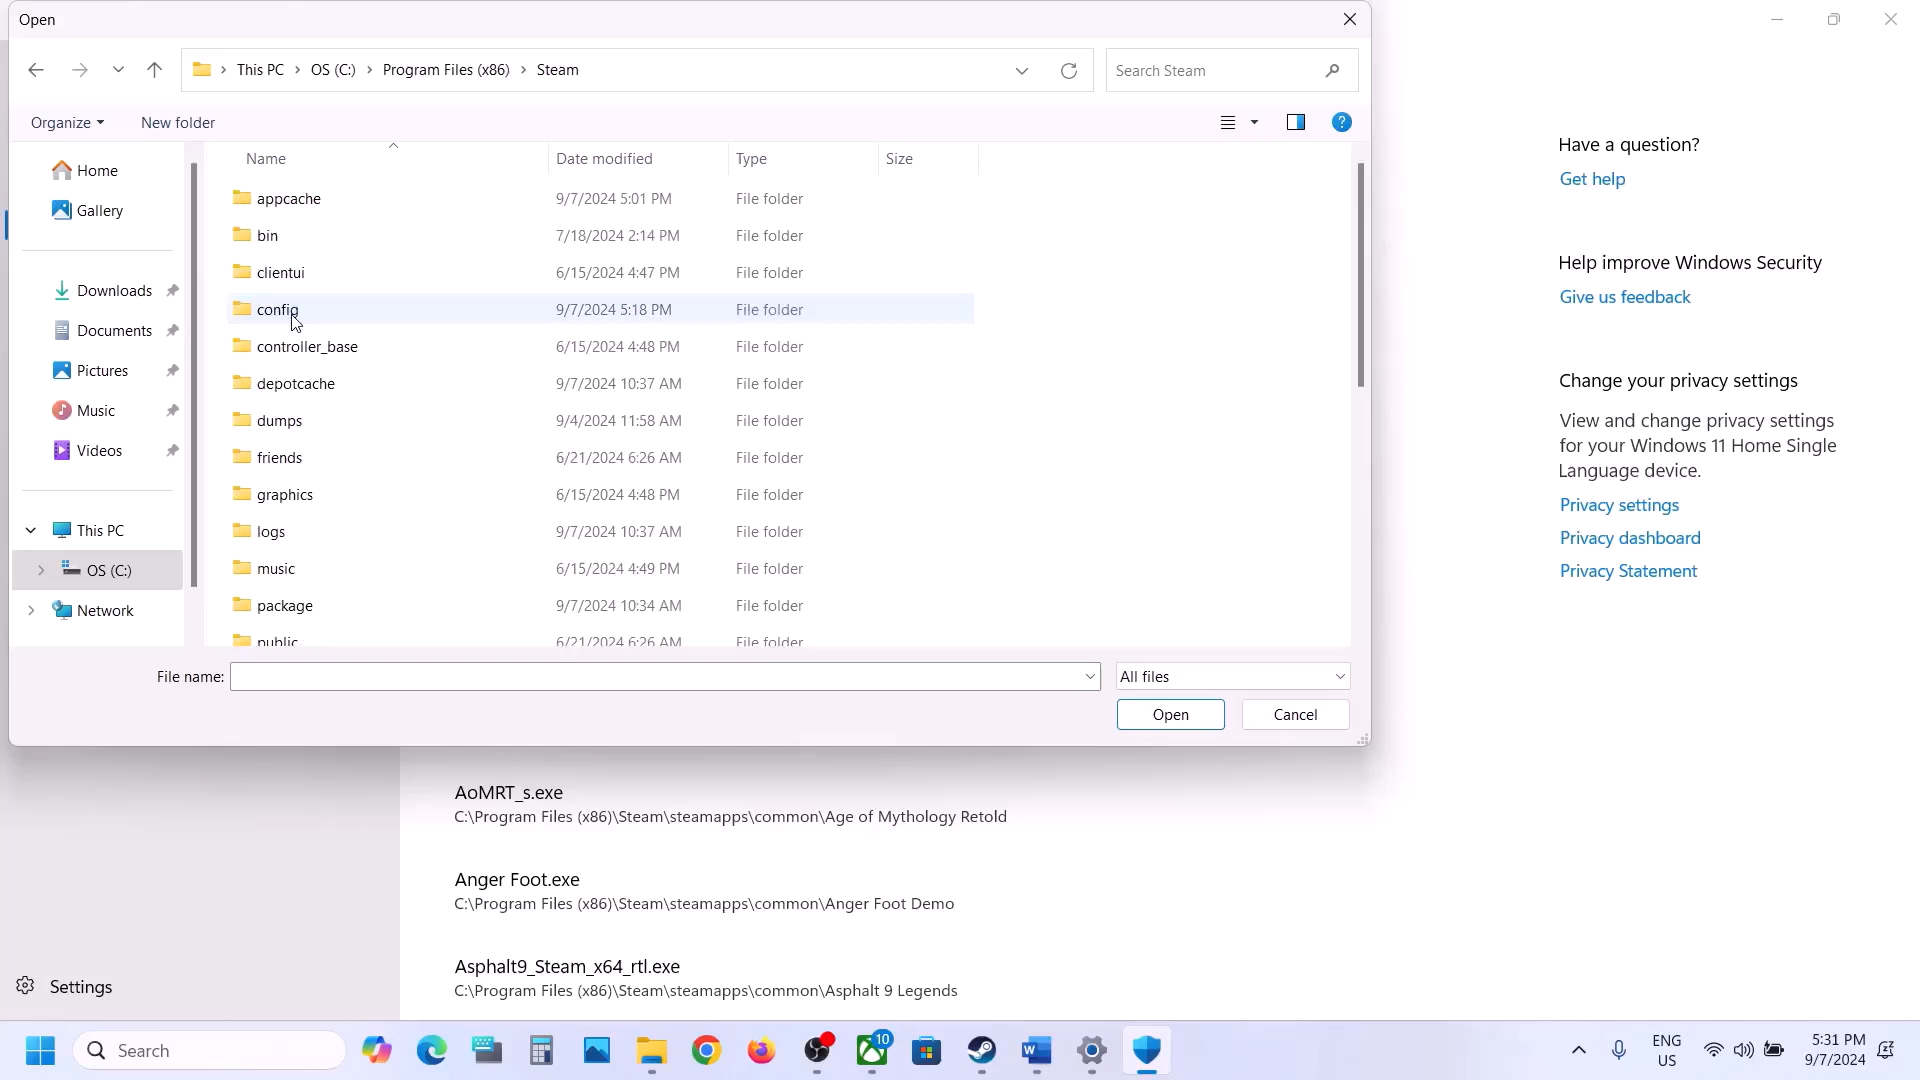 Open
This PC > OS (C:) > Program Files (x86) > Steam
Search Steam
Organize
New folder
Home
Gallery
Downloads
Documents
Pictures
Music
Videos
This PC
OS (C:)
Network
Name Date modified Type Size
appcache 9/7/2024 5:01 PM File folder
bin 7/18/2024 2:14 PM File folder
clientui 6/15/2024 4:47 PM File folder
config 9/7/2024 5:18 PM File folder
controller_base 6/15/2024 4:48 PM File folder
depotcache 9/7/2024 10:37 AM File folder
dumps 9/4/2024 11:58 AM File folder
friends 6/21/2024 6:26 AM File folder
graphics 6/15/2024 4:48 PM File folder
logs 9/7/2024 10:37 AM File folder
music 6/15/2024 4:49 PM File folder
package 9/7/2024 10:34 AM File folder
public 6/21/2024 6:26 AM File folder
File name:
All files
Open
Cancel
Have a question?
Get help
Help improve Windows Security
Give us feedback
Change your privacy settings
View and change privacy settings
for your Windows 11 Home Single
Language device.
Privacy settings
Privacy dashboard
Privacy Statement
AoMRT_s.exe
C:\Program Files (x86)\Steam\steamapps\common\Age of Mythology Retold
Anger Foot.exe
C:\Program Files (x86)\Steam\steamapps\common\Anger Foot Demo
Asphalt9_Steam_x64_rtl.exe
C:\Program Files (x86)\Steam\steamapps\common\Asphalt 9 Legends
Settings
Search
10
ENG
US
5:31 PM
9/7/2024